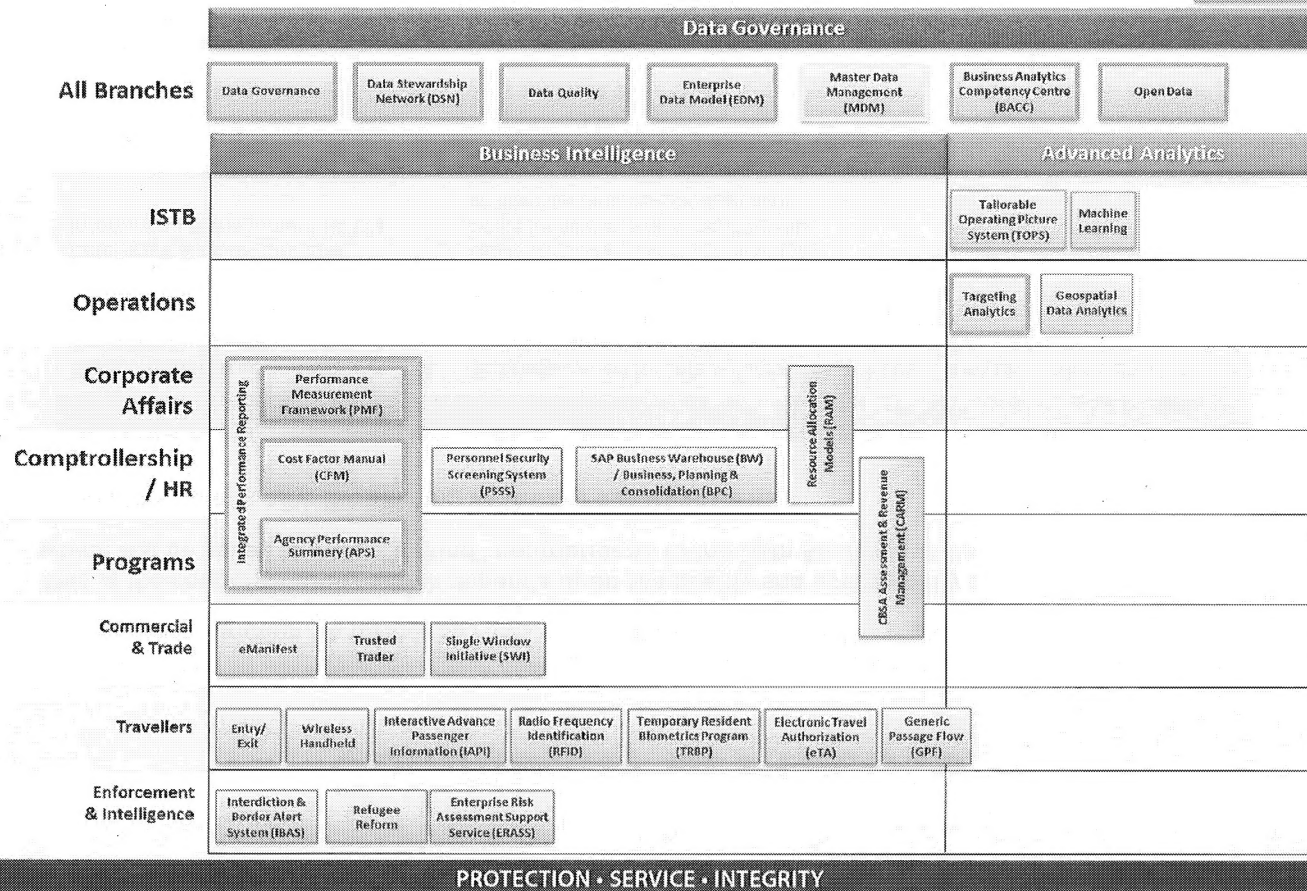 Data Governance
All Branches
Data Governance
Data Stewardship
Network (DSN)
Data Quality
Enterprise
Data Model (EDM)
Master Data
Management
(MDM)
Business Analytics
Competency Centre
(BACC)
Open Data
Business Intelligence
Advanced Analytics
ISTB
Tailorable
Operating Picture
System (TOPS)
Machine
Learning
Operations
Targeting
Analytics
Geospatial
Data Analytics
Corporate
Affairs
Integrated Performance Reporting
Performance
Measurement
Framework (PMF)
Resource Allocation
Models (RAM)
Comptrollership
/ HR
Cost Factor Manual
(CFM)
Personnel Security
Screening System
(PSSS)
SAP Business Warehouse (BW)
/ Business, Planning &
Consolidation (BPC)
CBSA Assessment & Revenue
Management (CARM)
Programs
Agency Performance
Summery (APS)
Commercial
& Trade
eManifest
Trusted
Trader
Single Window
Initiative (SWI)
Travellers
Entry/
Exit
Wireless
Handheld
Interactive Advance
Passenger
Information (IAPI)
Radio Frequency
Identification
(RFID)
Temporary Resident
Biometrics Program
(TRBP)
Electronic Travel
Authorization
(eTA)
Generic
Passage Flow
(GPF)
Enforcement
& Intelligence
Interdiction &
Border Alert
System (IBAS)
Refugee
Reform
Enterprise Risk
Assessment Support
Service (ERASS)
PROTECTION • SERVICE • INTEGRITY